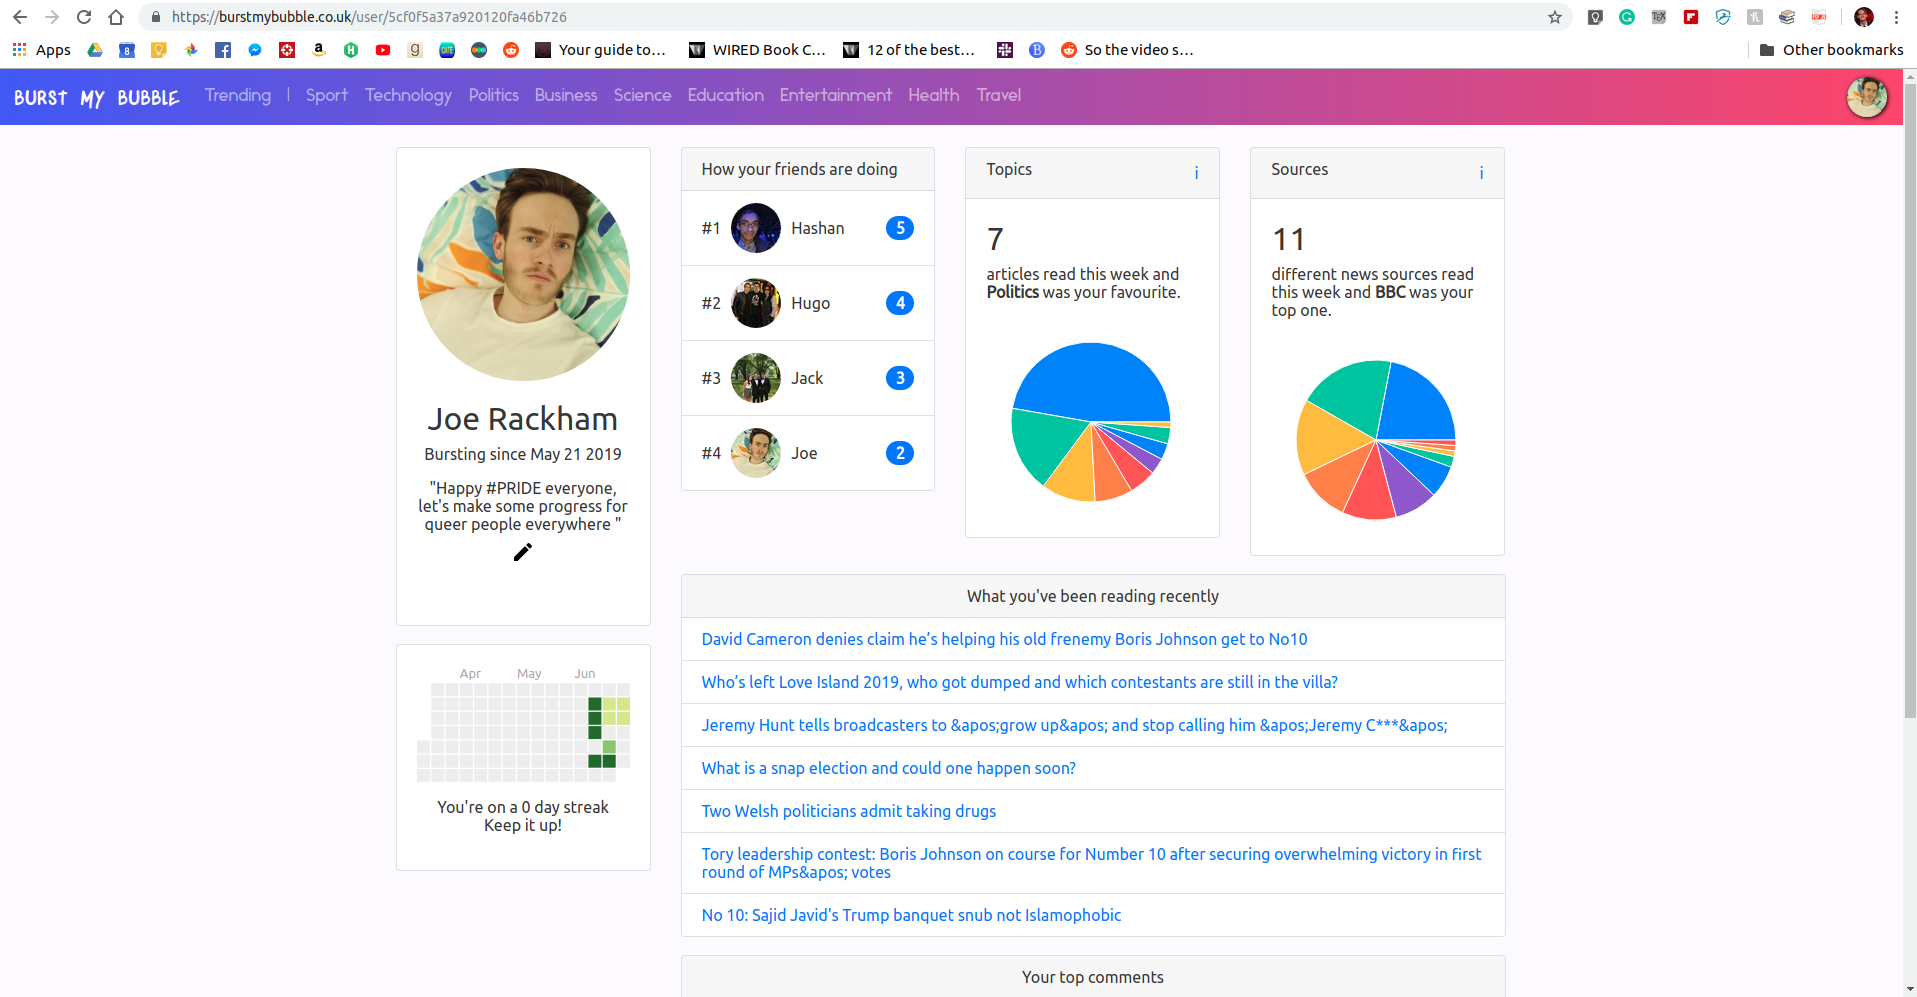 https://burstmybubble.co.uk/user/5cf0f5a37a920120fa46b726
Apps
Your guide to...
WIRED Book C...
12 of the best...
So the video s...
Other bookmarks
BURST MY BUBBLE
Trending | Sport Technology Politics Business Science Education Entertainment Health Travel
Joe Rackham
Bursting since May 21 2019
"Happy #PRIDE everyone,
let's make some progress for
queer people everywhere "
Apr May Jun
You're on a 0 day streak
Keep it up!
How your friends are doing
#1 Hashan 5
#2 Hugo 4
#3 Jack 3
#4 Joe 2
Topics i
7
articles read this week and
Politics was your favourite.
Sources i
11
different news sources read
this week and BBC was your
top one.
What you've been reading recently
David Cameron denies claim he’s helping his old frenemy Boris Johnson get to No10
Who’s left Love Island 2019, who got dumped and which contestants are still in the villa?
Jeremy Hunt tells broadcasters to &apos;grow up&apos; and stop calling him &apos;Jeremy C***&apos;
What is a snap election and could one happen soon?
Two Welsh politicians admit taking drugs
Tory leadership contest: Boris Johnson on course for Number 10 after securing overwhelming victory in first
round of MPs&apos; votes
No 10: Sajid Javid's Trump banquet snub not Islamophobic
Your top comments